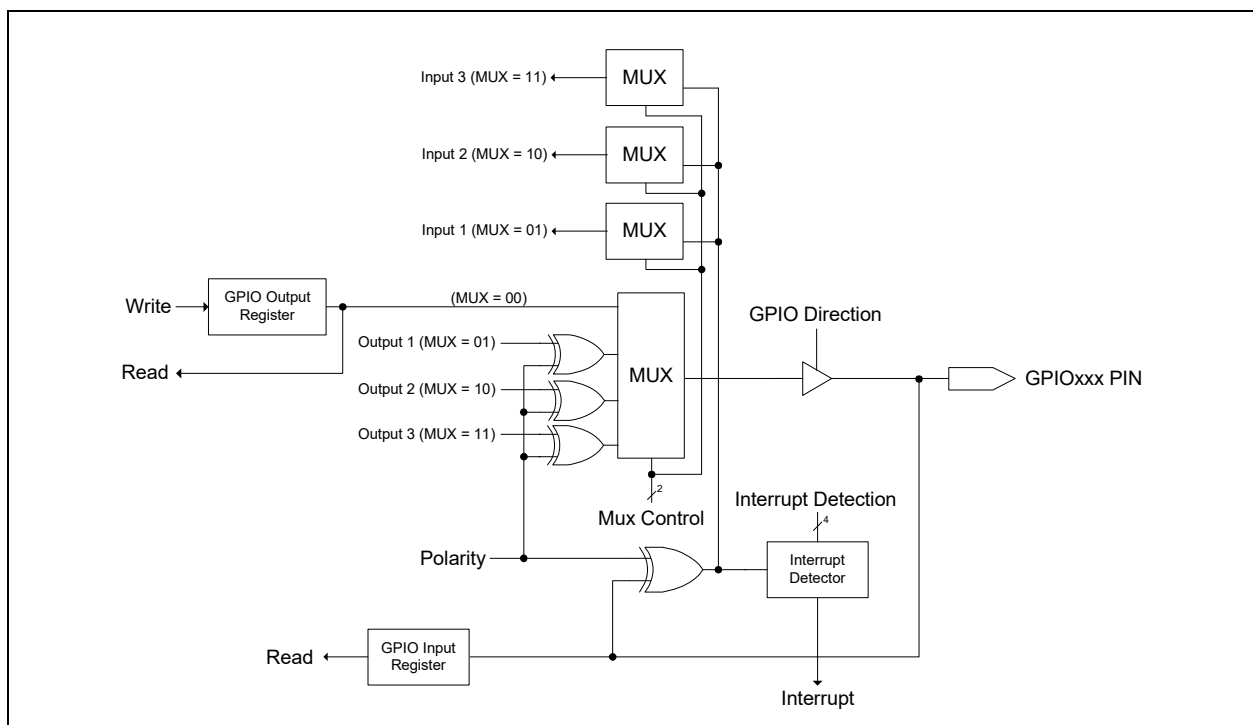 Input 3 (MUX = 11)
MUX
Input 2 (MUX = 10)
MUX
Input 1 (MUX = 01)
MUX
Write
GPIO Output
Register
(MUX = 00)
GPIO Direction
Read
Output 1 (MUX = 01)
MUX
GPIOxxx PIN
Output 2 (MUX = 10)
Output 3 (MUX = 11)
2
Mux Control
Interrupt Detection
4
Polarity
Interrupt
Detector
Read
GPIO Input
Register
Interrupt